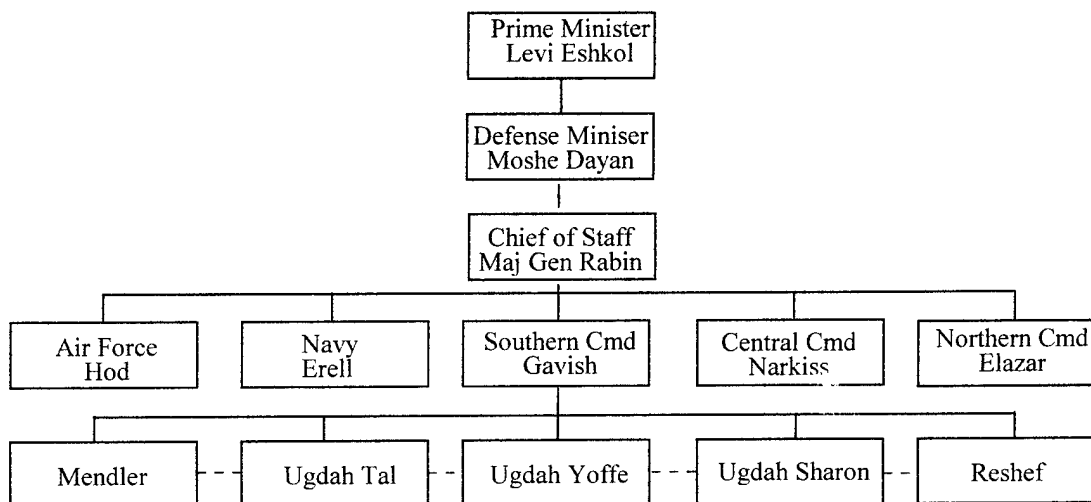 Prime Minister
Levi Eshkol
Defense Miniser
Moshe Dayan
Chief of Staff
Maj Gen Rabin
Air Force
Hod
Navy
Erell
Southern Cmd
Gavish
Central Cmd
Narkiss
Northern Cmd
Elazar
Mendler
Ugdah Tal
Ugdah Yoffe
Ugdah Sharon
Reshef